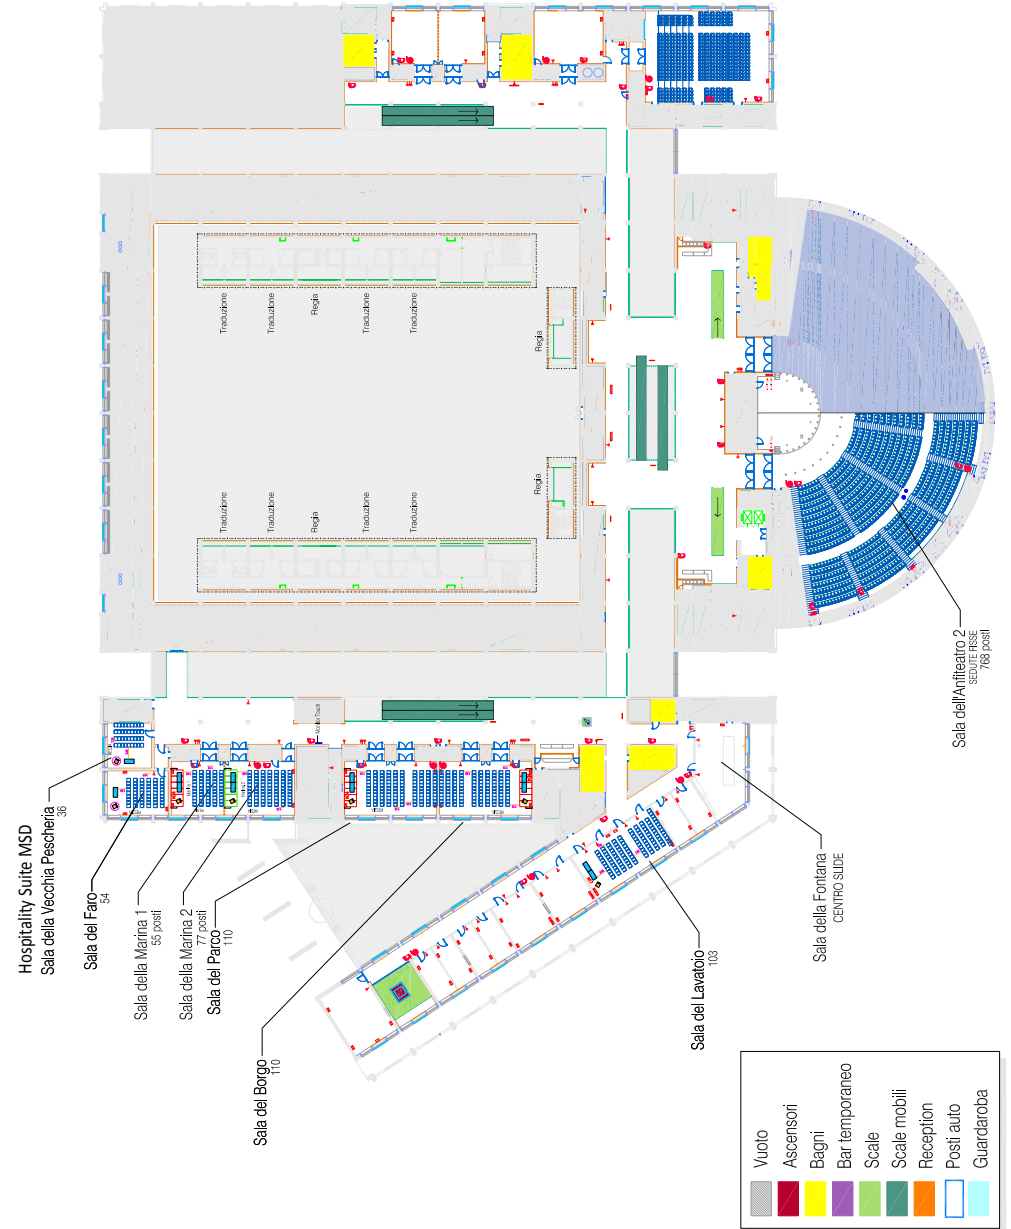 Traduzione
Traduzione
Regia
Traduzione
Traduzione
Regia
Regia
Traduzione
Traduzione
Regia
Traduzione
Traduzione
Monitor Touch
Hospitality Suite MSD
Sala della Vecchia Pescheria
36
Sala del Faro
54
Sala della Marina 1
55 posti
Sala della Marina 2
77 posti
Sala del Parco
110
Sala del Borgo
110
Sala del Lavatoio
103
Sala della Fontana
CENTRO SLIDE
Sala dell'Anfiteatro 2
SEDUTE FISSE
768 posti
Vuoto
Ascensori
Bagni
Bar temporaneo
Scale
Scale mobili
Reception
Posti auto
Guardaroba